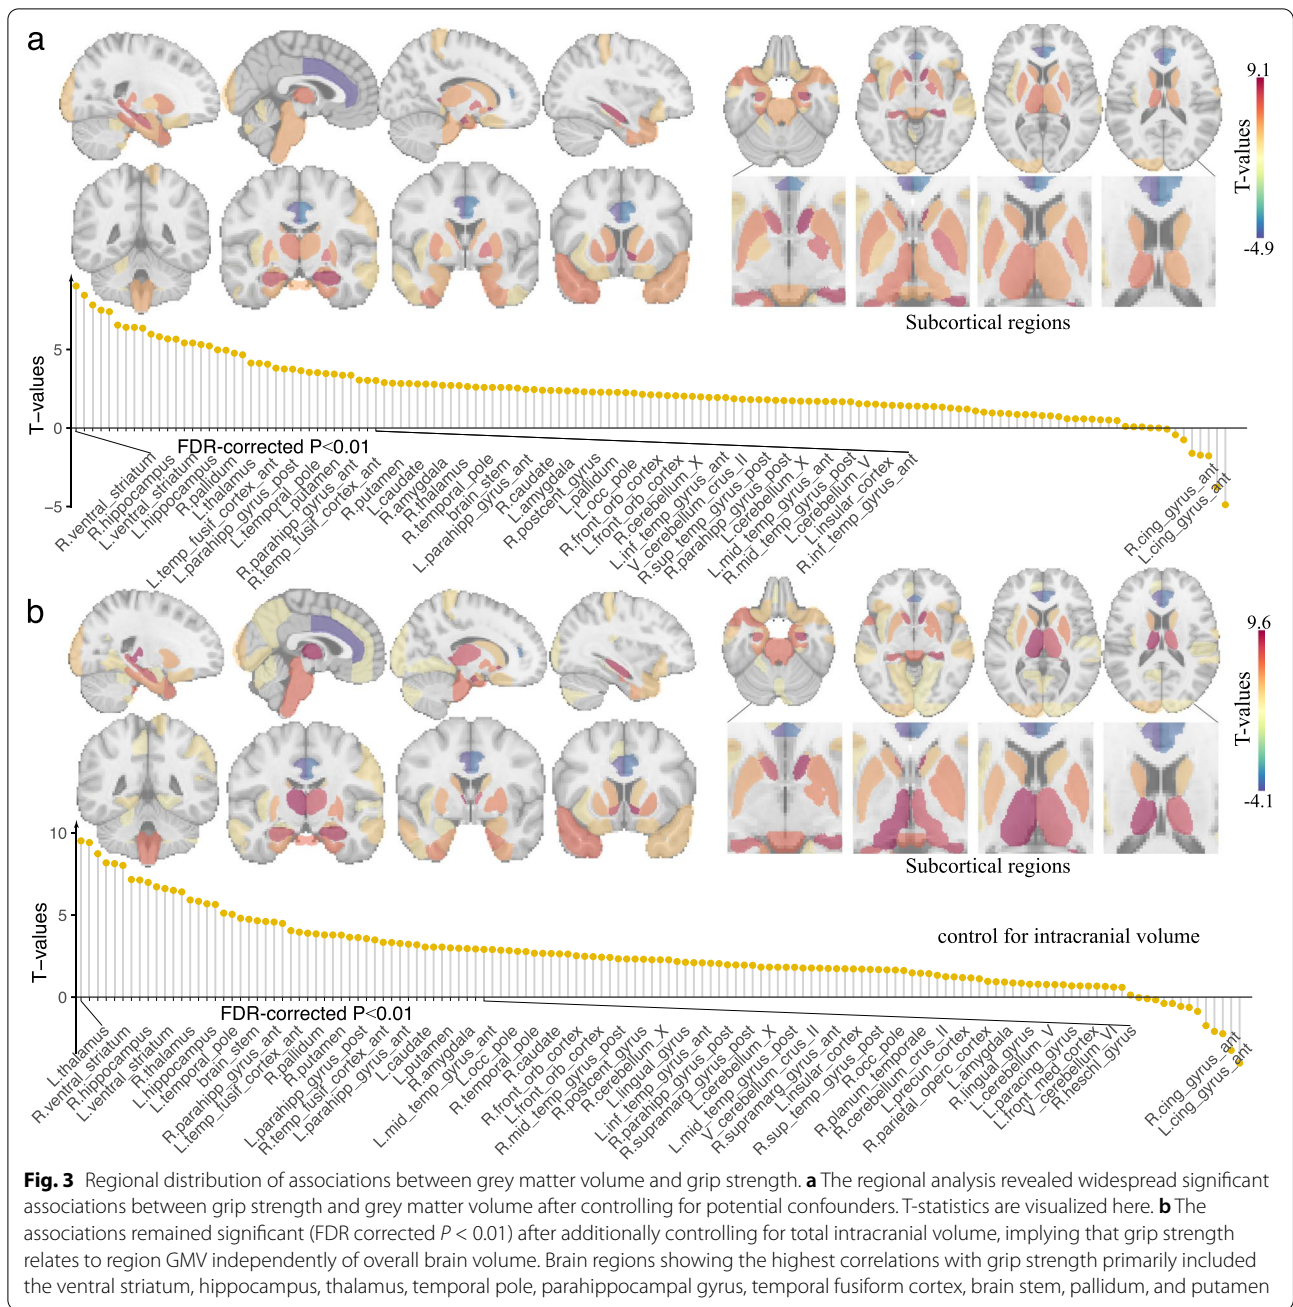 a
9.1
T-values
-4.9
Subcortical regions
T−values
5
0
−5
FDR-corrected P<0.01
R.ventral_striatum
R.hippocampus
L.ventral_striatum
L.hippocampus
R.pallidum
L.thalamus
L.temp_fusif_cortex_ant
L.parahipp_gyrus_post
L.temporal_pole
L.putamen
R.parahipp_gyrus_ant
R.temp_fusif_cortex_ant
R.putamen
L.caudate
R.amygdala
R.thalamus
R.temporal_pole
brain_stem
L.parahipp_gyrus_ant
R.caudate
L.amygdala
R.postcent_gyrus
L.pallidum
L.occ_pole
R.front_orb_cortex
L.front_orb_cortex
R.cerebellum_X
L.inf_temp_gyrus_ant
V_cerebellum_crus_II
R.sup_temp_gyrus_post
R.parahipp_gyrus_post
L.cerebellum_X
L.mid_temp_gyrus_ant
R.mid_temp_gyrus_post
L.cerebellum_V
L.insular_cortex
R.inf_temp_gyrus_ant
R.cing_gyrus_ant
L.cing_gyrus_ant
b
9.6
T-values
-4.1
Subcortical regions
T−values
10
5
0
control for intracranial volume
FDR-corrected P<0.01
L.thalamus
R.ventral_striatum
R.hippocampus
L.ventral_striatum
R.thalamus
L.hippocampus
L.temporal_pole
brain_stem
R.parahipp_gyrus_ant
L.temp_fusif_cortex_ant
R.pallidum
R.putamen
L.parahipp_gyrus_post
R.temp_fusif_cortex_ant
L.parahipp_gyrus_ant
L.caudate
L.putamen
R.amygdala
L.mid_temp_gyrus_ant
L.occ_pole
R.temporal_pole
R.caudate
R.front_orb_cortex
L.front_orb_cortex
R.mid_temp_gyrus_post
R.postcent_gyrus
R.cerebellum_X
L.lingual_gyrus
L.inf_temp_gyrus_ant
R.parahipp_gyrus_post
R.supramarg_gyrus_post
L.cerebellum_X
L.mid_temp_gyrus_post
V_cerebellum_crus_II
R.supramarg_gyrus_ant
L.insular_cortex
R.sup_temp_gyrus_post
R.occ_pole
R.planum_temporale
R.cerebellum_crus_II
R.parietal_operc_cortex
L.precun_cortex
L.amygdala
R.lingual_gyrus
L.cerebellum_V
L.paracing_gyrus
L.front_med_cortex
V_cerebellum_VI
R.heschl_gyrus
R.cing_gyrus_ant
L.cing_gyrus_ant
Fig. 3 Regional distribution of associations between grey matter volume and grip strength. a The regional analysis revealed widespread significant
associations between grip strength and grey matter volume after controlling for potential confounders. T-statistics are visualized here. b The
associations remained significant (FDR corrected P < 0.01) after additionally controlling for total intracranial volume, implying that grip strength
relates to region GMV independently of overall brain volume. Brain regions showing the highest correlations with grip strength primarily included
the ventral striatum, hippocampus, thalamus, temporal pole, parahippocampal gyrus, temporal fusiform cortex, brain stem, pallidum, and putamen